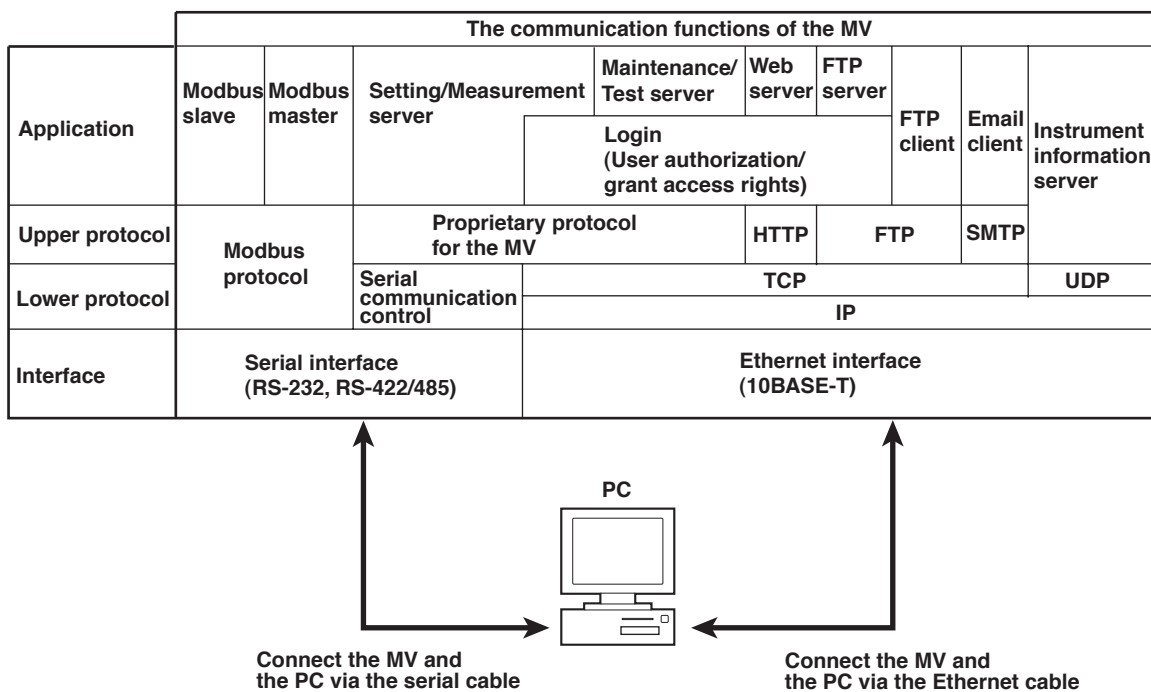 The communication functions of the MV
Application
Modbus slave
Modbus master
Setting/Measurement
server
Maintenance/
Test server
Web
server
FTP
server
Login
(User authorization/
grant access rights)
FTP
client
Email
client
Instrument
information
server
Upper protocol
Modbus
protocol
Proprietary protocol
for the MV
HTTP
FTP
SMTP
Lower protocol
Serial
communication
control
TCP
UDP
IP
Interface
Serial interface
(RS-232, RS-422/485)
Ethernet interface
(10BASE-T)
PC
Connect the MV and
the PC via the serial cable
Connect the MV and
the PC via the Ethernet cable